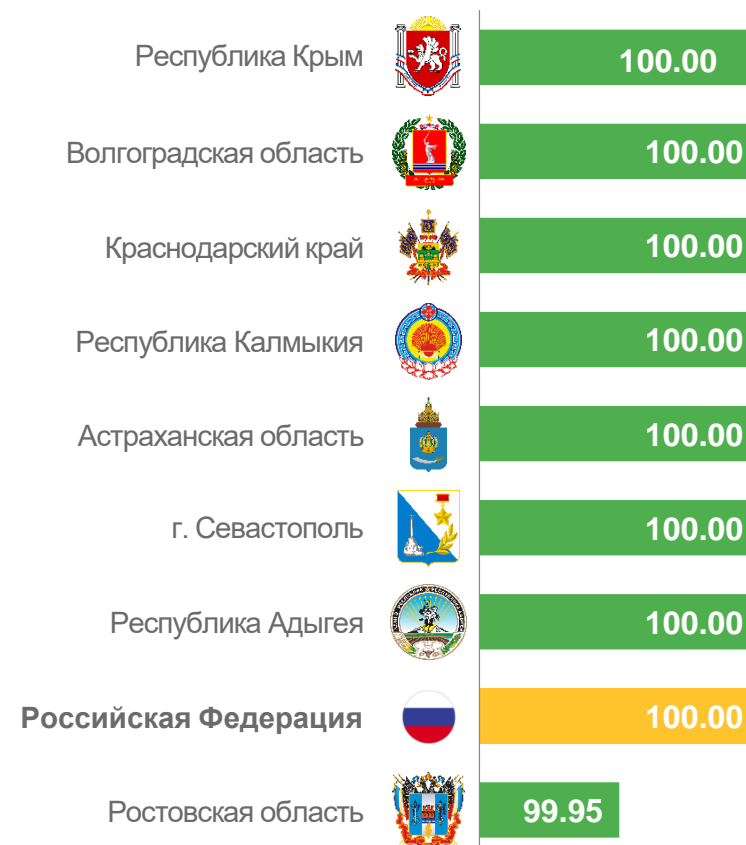 Республика Крым 100.00
Волгоградская область 100.00
Краснодарский край 100.00
Республика Калмыкия 100.00
Астраханская область 100.00
г. Севастополь 100.00
Республика Адыгея 100.00
Российская Федерация 100.00
Ростовская область 99.95